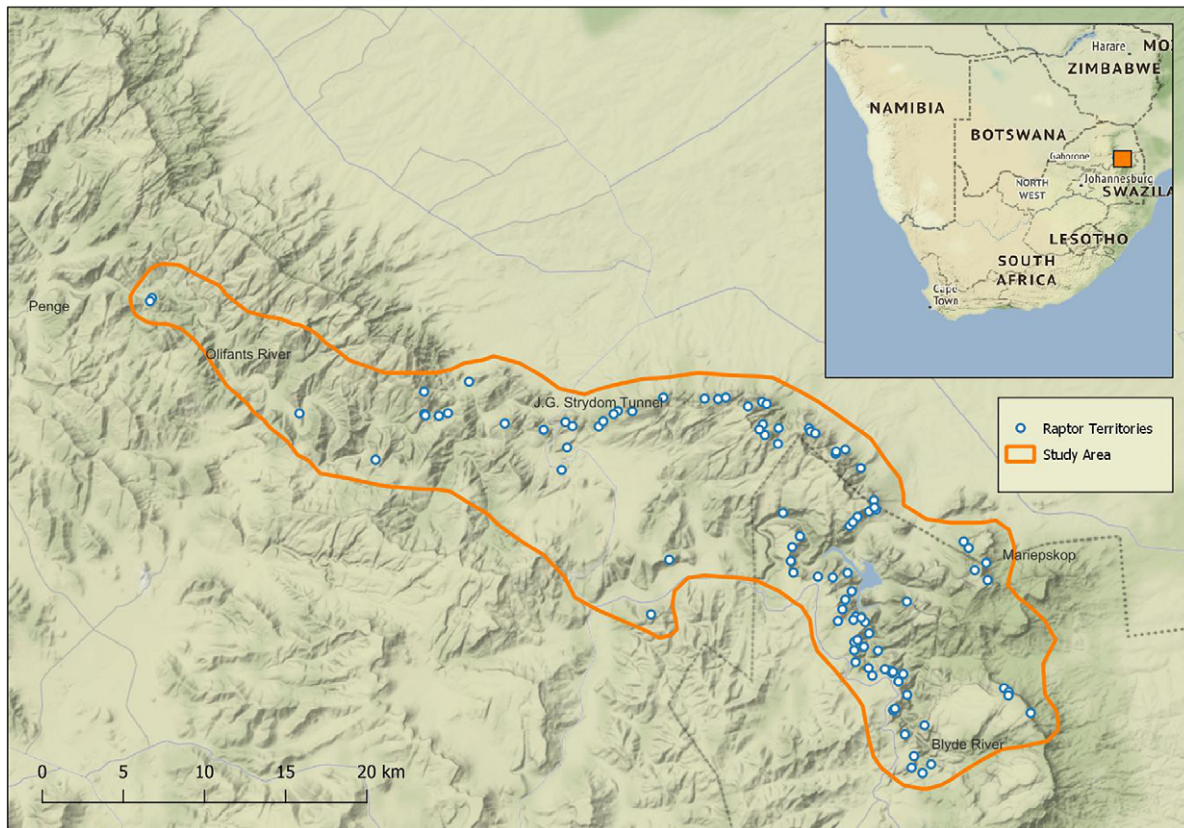 Harare
MO
ZIMBABWE
NAMIBIA
BOTSWANA
Gaborone
NORTH
WEST
Johannesburg
SWAZILA
LESOTHO
SOUTH
AFRICA
Cape
Town
Raptor Territories
Study Area
Penge
Olifants River
J.G. Strydom Tunnel
Mariepskop
Blyde River
0 5 10 15 20 km